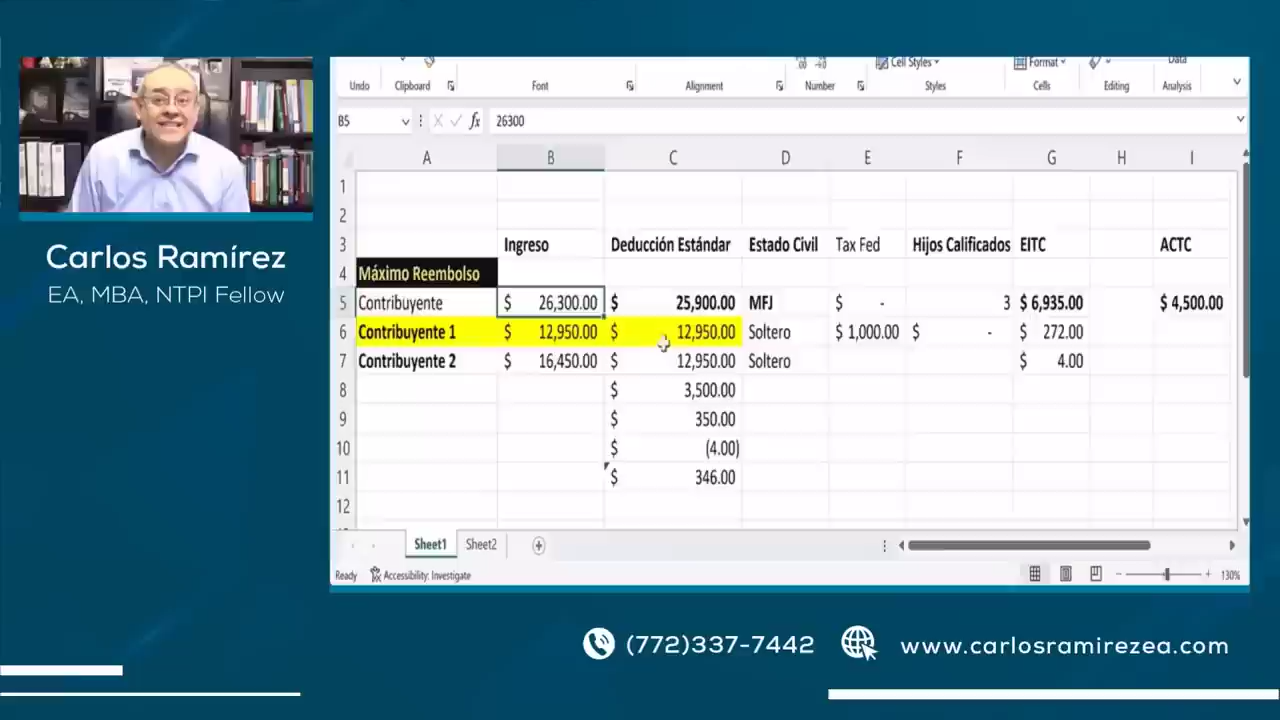 Carlos Ramírez
EA, MBA, NTPI Fellow
Cell Styles
Format
Data
Undo
Clipboard
Font
Alignment
Number
Styles
Cells
Editing
Analysis
B5
fx
26300
A B C D E F G H I
1
2
3 Ingreso Deducción Estándar Estado Civil Tax Fed Hijos Calificados EITC ACTC
4 Máximo Reembolso
5 Contribuyente $ 26,300.00 $ 25,900.00 MFJ $ - 3 $ 6,935.00 $ 4,500.00
6 Contribuyente 1 $ 12,950.00 $ 12,950.00 Soltero $ 1,000.00 $ - $ 272.00
7 Contribuyente 2 $ 16,450.00 $ 12,950.00 Soltero $ 4.00
8 $ 3,500.00
9 $ 350.00
10 $ (4.00)
11 $ 346.00
12
Sheet1 Sheet2
Ready Accessibility: Investigate 130%
(772)337-7442 www.carlosramirezea.com